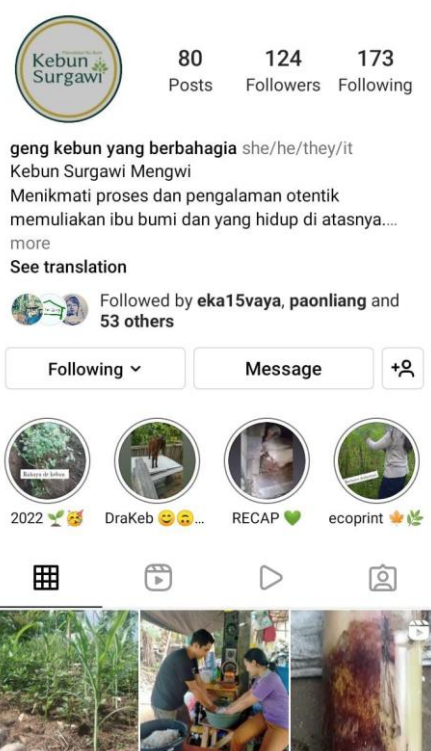 Kebun
Surgawi
80
Posts
124
Followers
173
Following
geng kebun yang berbahagia she/he/they/it
Kebun Surgawi Mengwi
Menikmati proses dan pengalaman otentik
memuliakan ibu bumi dan yang hidup di atasnya....
more
See translation
Followed by eka15vaya, paonliang and
53 others
Following
Message
2022 🌱🥳
DraKeb 😊🙃...
RECAP 💚
ecoprint 🍁🌿